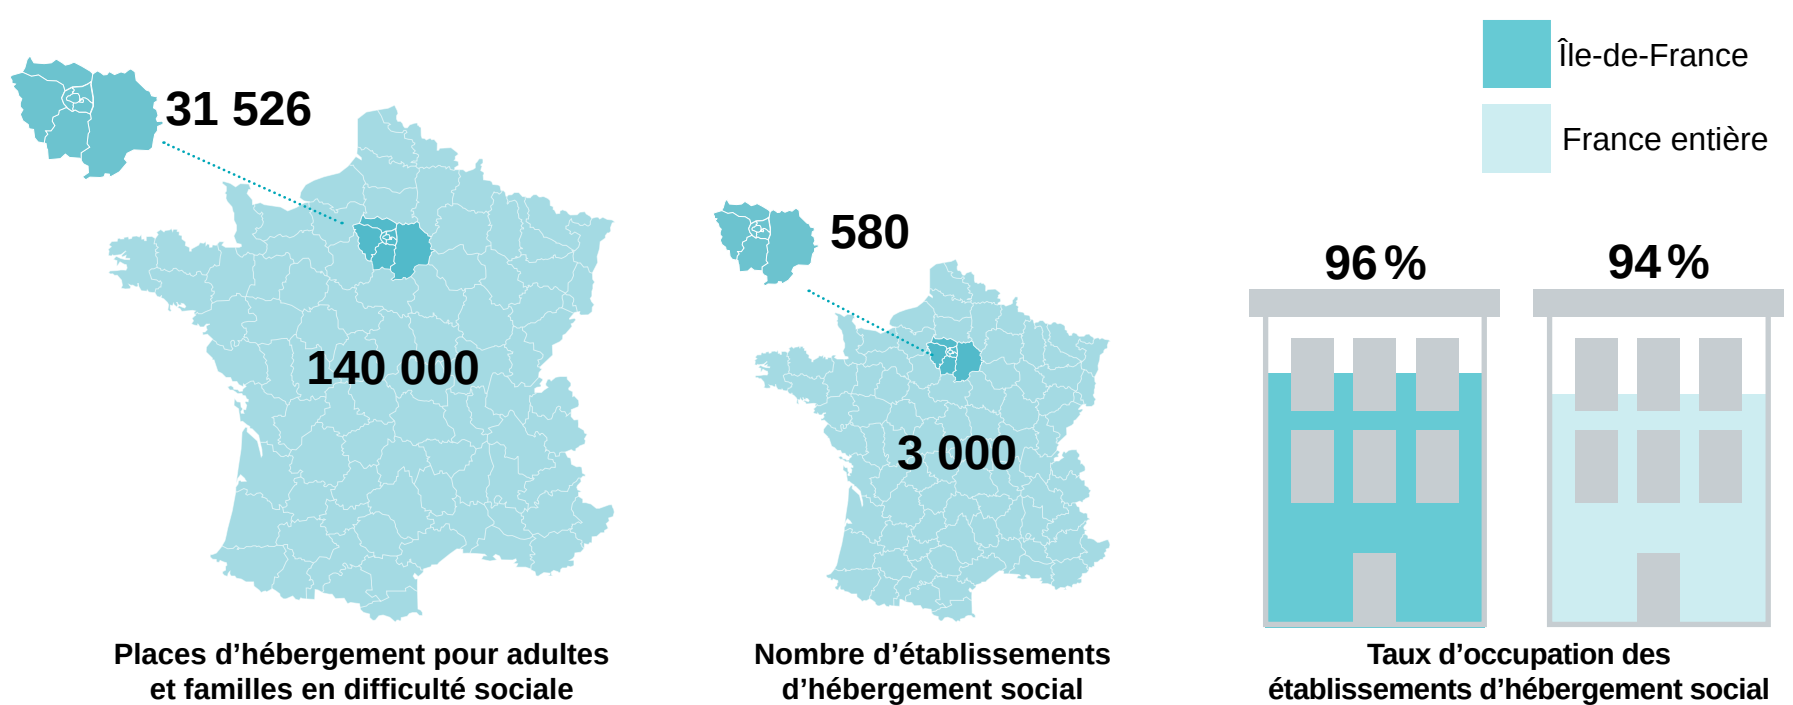 31 526
140 000
Places d’hébergement pour adultes
et familles en difficulté sociale
580
3 000
Nombre d’établissements
d’hébergement social
Île-de-France
France entière
96 %
94 %
Taux d’occupation des
établissements d’hébergement social